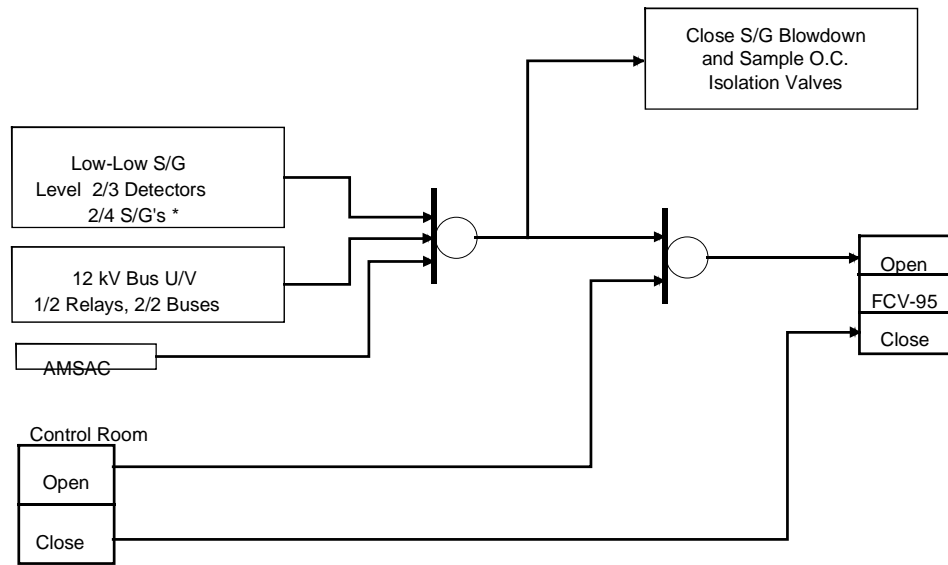 Close S/G Blowdown
and Sample O.C.
Isolation Valves
Low-Low S/G
Level 2/3 Detectors
2/4 S/G's *
12 kV Bus U/V
1/2 Relays, 2/2 Buses
AMSAC
Open
FCV-95
Close
Control Room
Open
Close